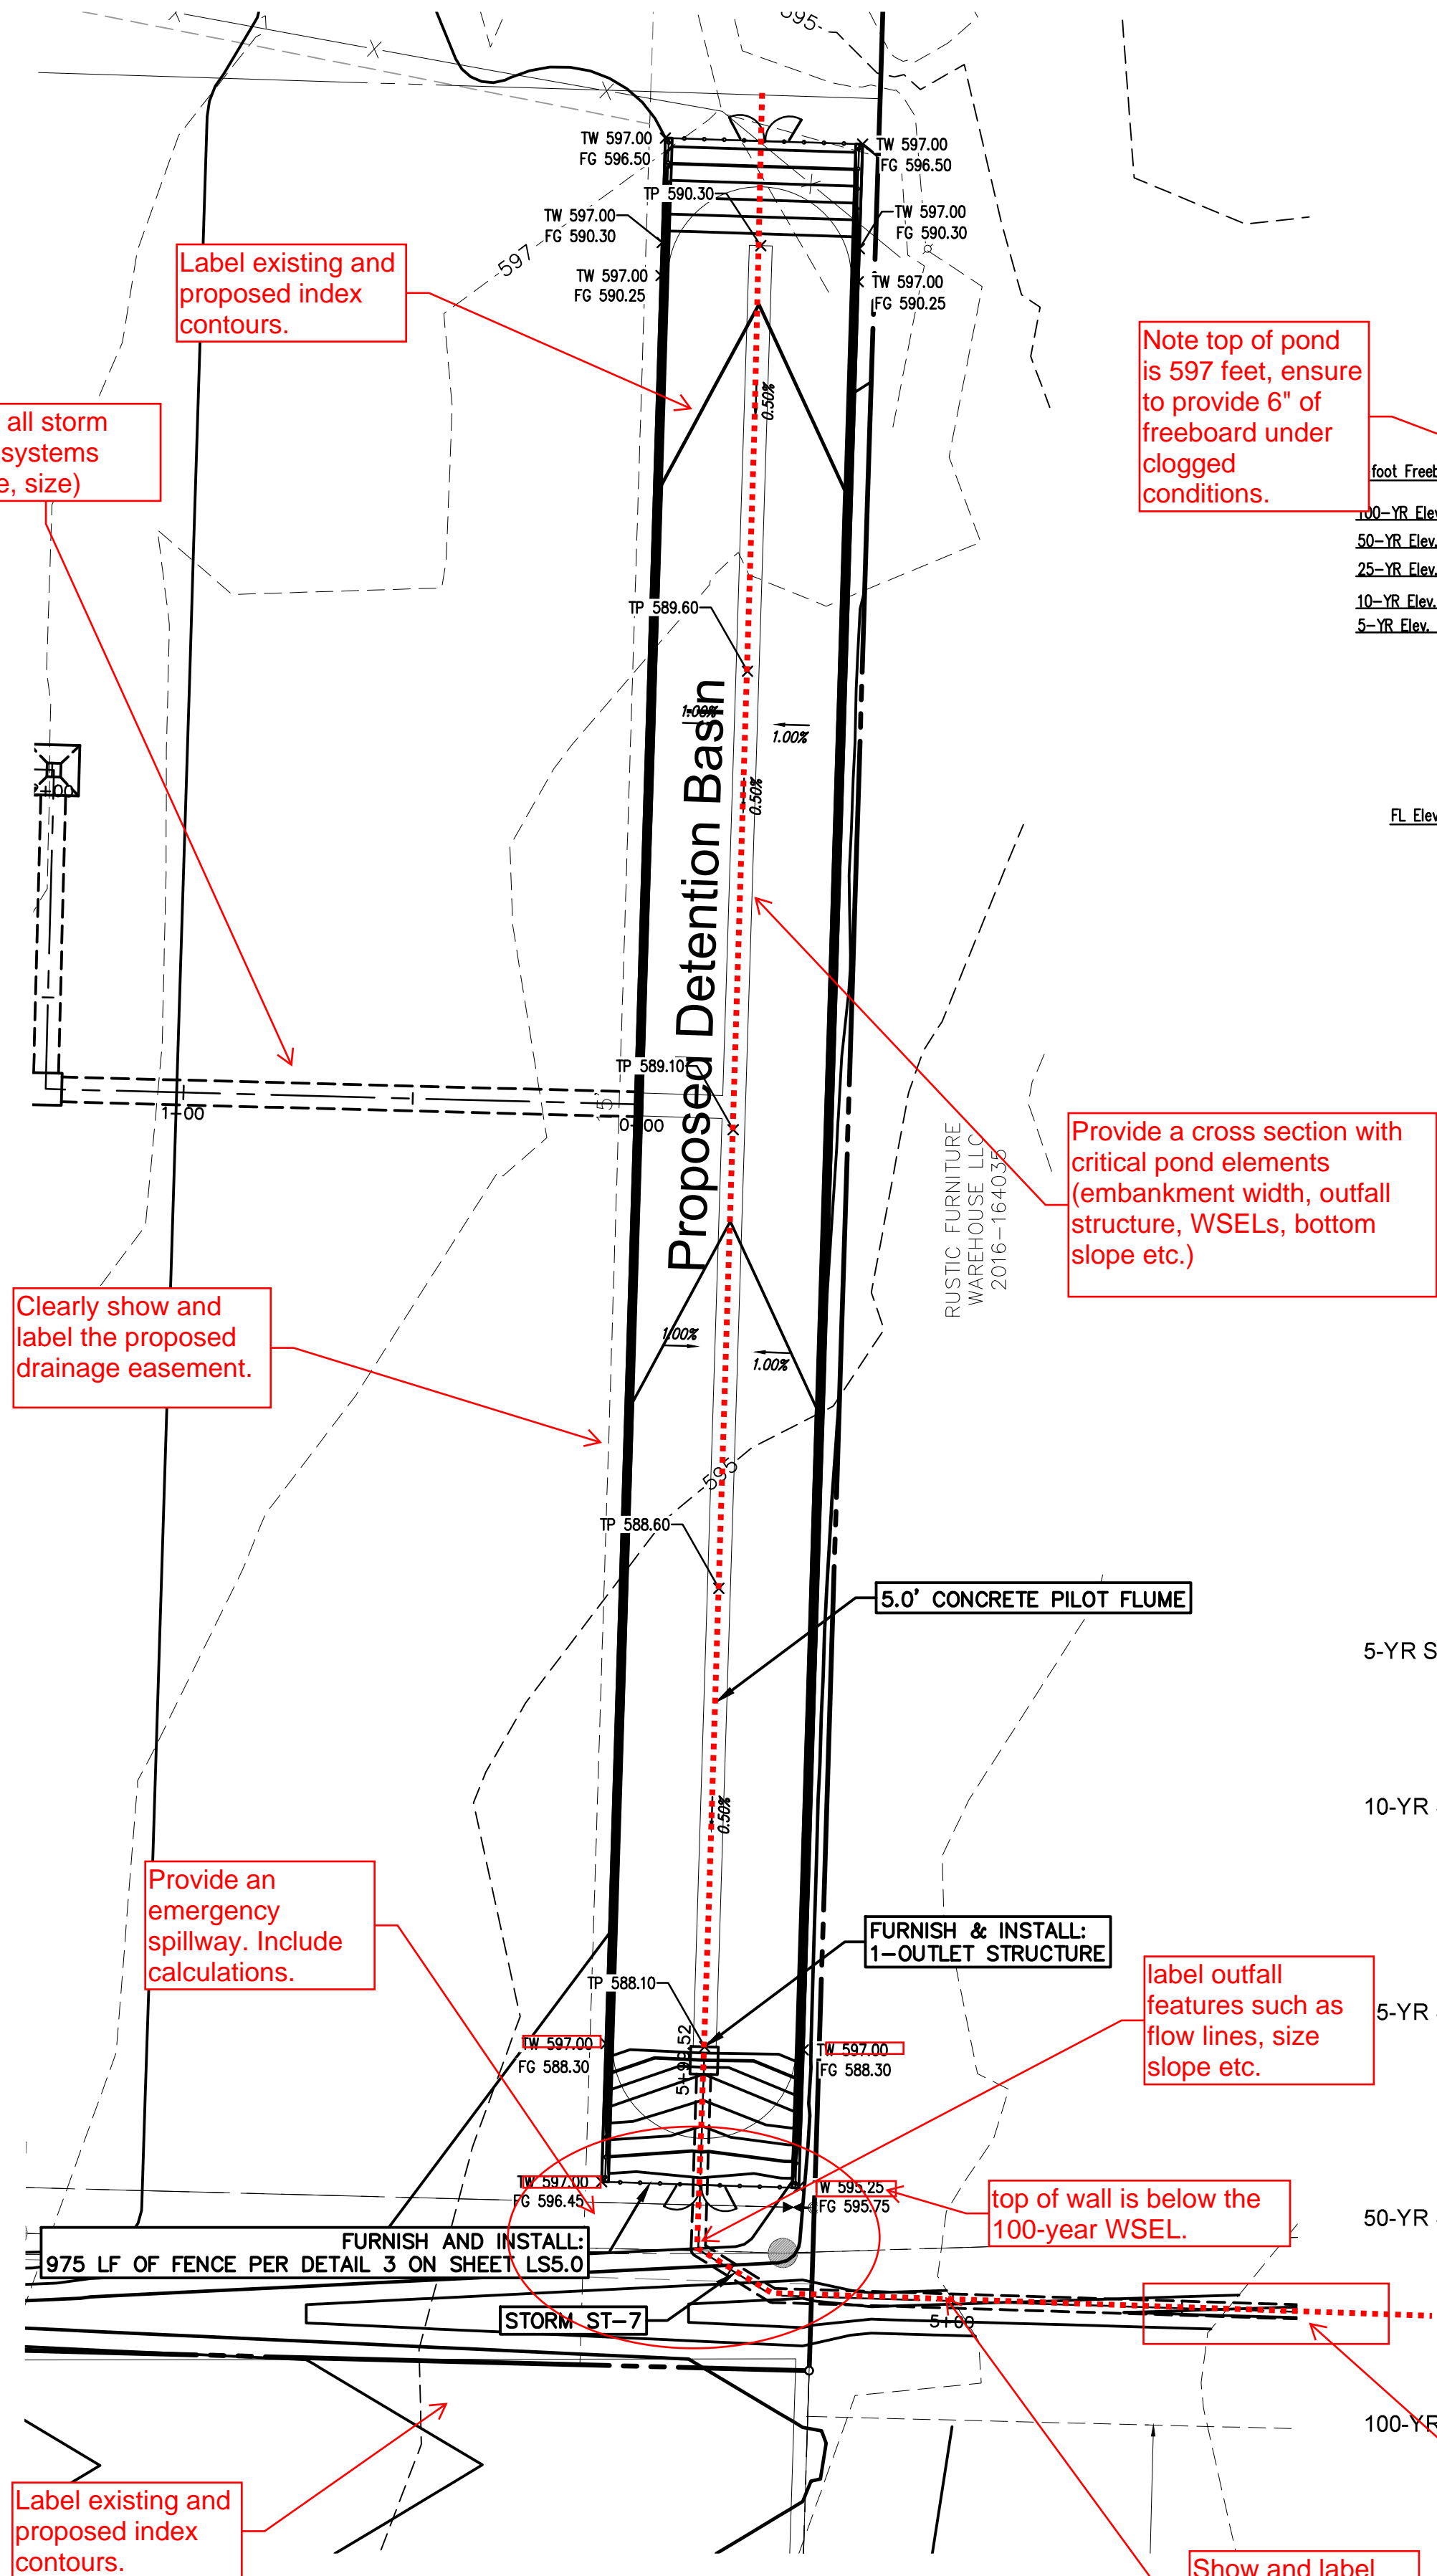 595
TW 597.00
FG 596.50
TW 597.00
FG 596.50
TP 590.30
TW 597.00
FG 590.30
TW 597.00
FG 590.30
597
TW 597.00
FG 590.25
TW 597.00
FG 590.25
Label existing and
proposed index
contours.
0.50%
Note top of pond
is 597 feet, ensure
to provide 6" of
freeboard under
clogged
conditions.
all storm
systems
size)
foot
100-YR Elev
50-YR Elev.
25-YR Elev.
10-YR Elev.
5-YR Elev.
TP 589.60
1.00%
1.00%
0.50%
Proposed Detention Basin
FL Elev
TP 589.10
1+00
0+00
15'
RUSTIC FURNITURE
WAREHOUSE LLC
2016-164035
Provide a cross section with
critical pond elements
(embankment width, outfall
structure, WSELs, bottom
slope etc.)
Clearly show and
label the proposed
drainage easement.
1.00%
1.00%
595
TP 588.60
5.0' CONCRETE PILOT FLUME
5-YR S
0.50%
10-YR
Provide an
emergency
spillway. Include
calculations.
FURNISH & INSTALL:
1-OUTLET STRUCTURE
TP 588.10
label outfall
features such as
flow lines, size
slope etc.
5-YR
TW 597.00
FG 588.30
TW 597.00
FG 588.30
TW 597.00
FG 596.45
W 595.25
FG 595.75
top of wall is below the
100-year WSEL.
50-YR
FURNISH AND INSTALL:
975 LF OF FENCE PER DETAIL 3 ON SHEET LS5.0
STORM ST-7
5+00
100-YR
Label existing and
proposed index
contours.
Show and label